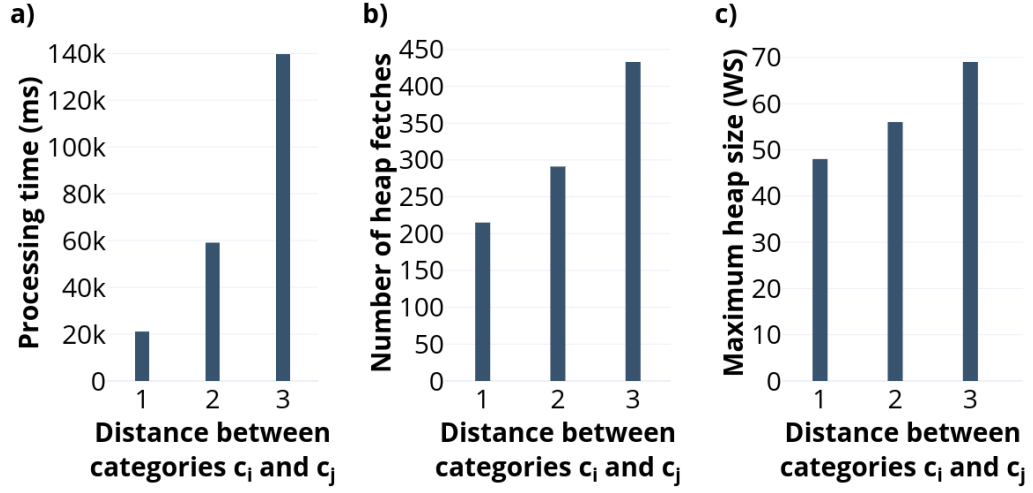 a)
Processing time (ms)
140k
120k
100k
80k
60k
40k
20k
0
1 2 3
Distance between
categories ci and cj
b)
Number of heap fetches
450
400
350
300
250
200
150
100
50
0
1 2 3
Distance between
categories ci and cj
c)
Maximum heap size (WS)
70
60
50
40
30
20
10
0
1 2 3
Distance between
categories ci and cj